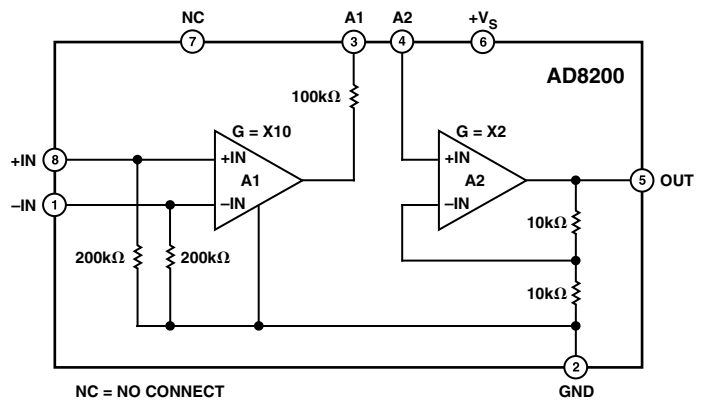 NC A1 A2 +VS
7 3 4 6
AD8200
100kΩ
G = X10 G = X2
+IN 8 +IN +IN
A1 A2 5 OUT
–IN 1 –IN –IN
10kΩ
200kΩ 200kΩ
10kΩ
2
NC = NO CONNECT GND